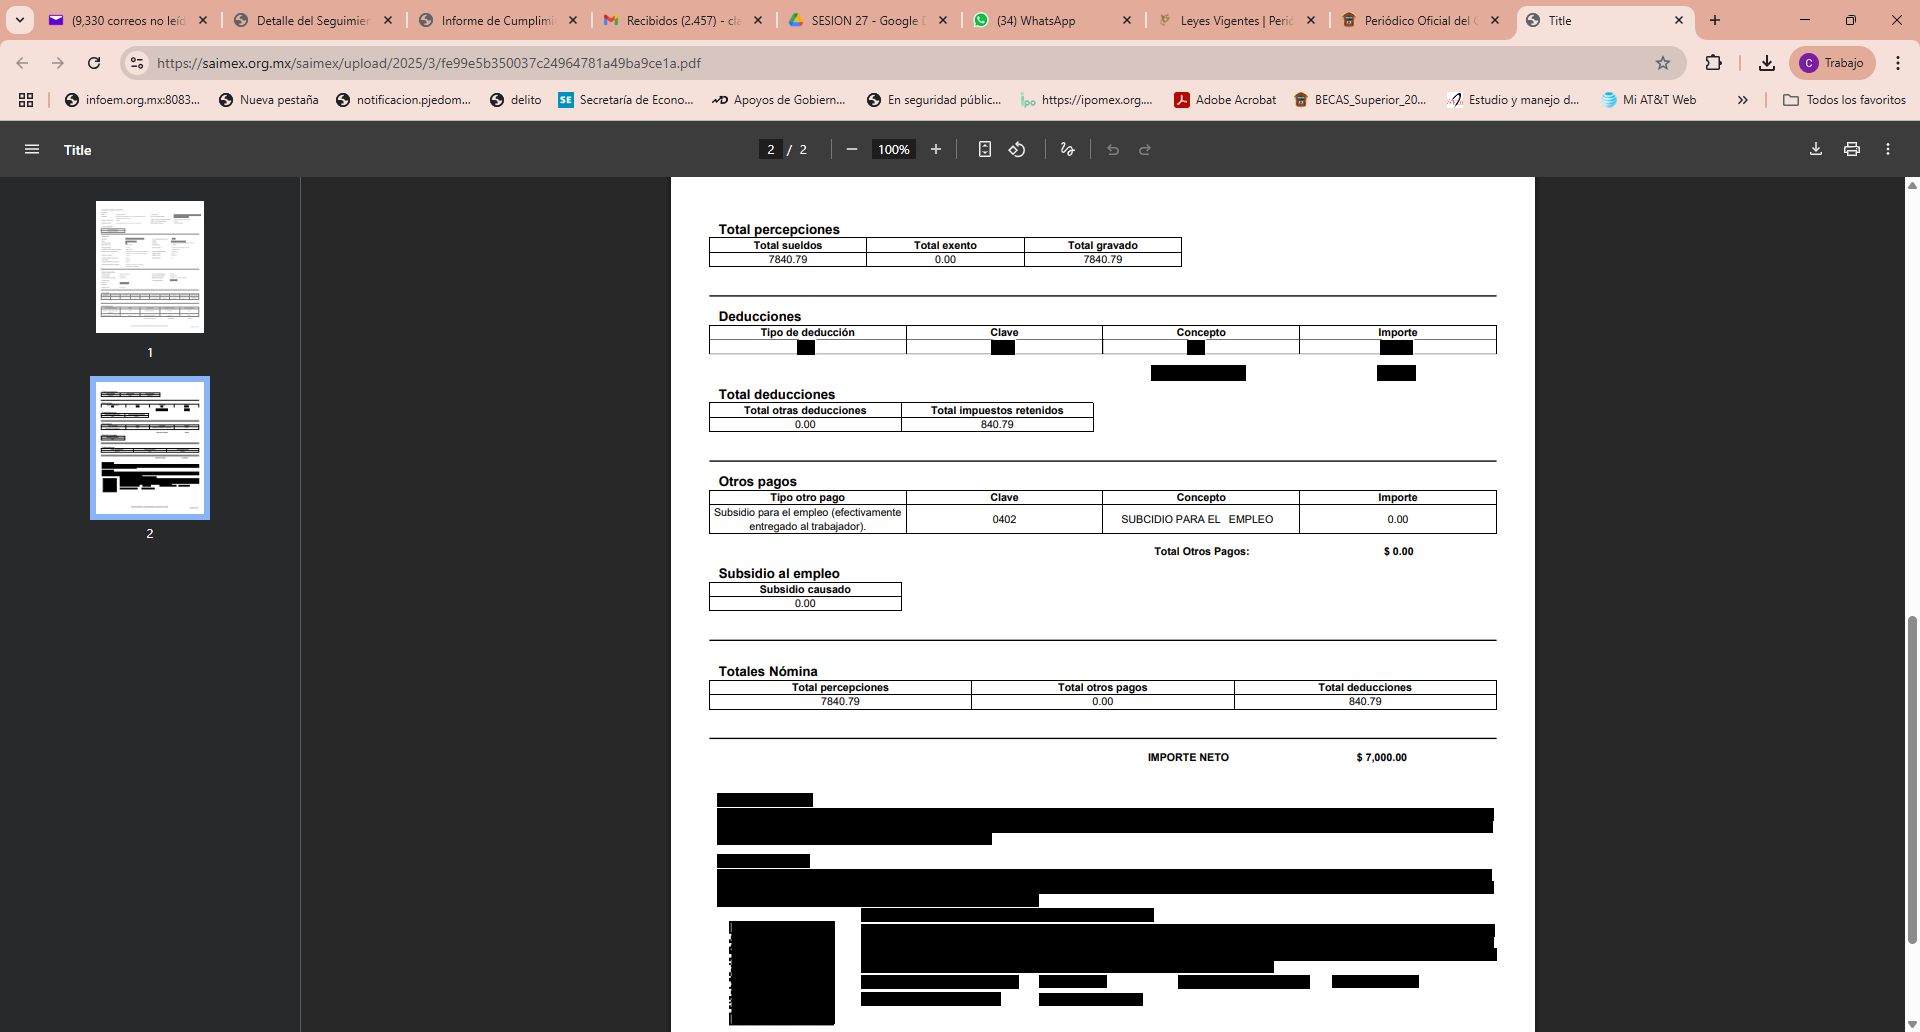 (9,330 correos no leíd
Detalle del Seguimier
Informe de Cumplimi
Recibidos (2.457) - cl
SESION 27 - Google
(34) WhatsApp
Leyes Vigentes | Perió
Periódico Oficial del
Title
https://saimex.org.mx/saimex/upload/2025/3/fe99e5b350037c24964781a49ba9ce1a.pdf
C Trabajo
infoem.org.mx:8083...
Nueva pestaña
notificacion.pjedom...
delito
SE Secretaría de Econo...
Apoyos de Gobiern...
En seguridad públic...
ipo https://ipomex.org....
Adobe Acrobat
BECAS_Superior_20...
Estudio y manejo d...
Mi AT&T Web
»
Todos los favoritos
Title
2 / 2
100%
1
2
Total percepciones
Total sueldos Total exento Total gravado
7840.79 0.00 7840.79
Deducciones
Tipo de deducción Clave Concepto Importe
Total deducciones
Total otras deducciones Total impuestos retenidos
0.00 840.79
Otros pagos
Tipo otro pago Clave Concepto Importe
Subsidio para el empleo (efectivamente
entregado al trabajador). 0402 SUBCIDIO PARA EL EMPLEO 0.00
Total Otros Pagos: $ 0.00
Subsidio al empleo
Subsidio causado
0.00
Totales Nómina
Total percepciones Total otros pagos Total deducciones
7840.79 0.00 840.79
IMPORTE NETO $ 7,000.00